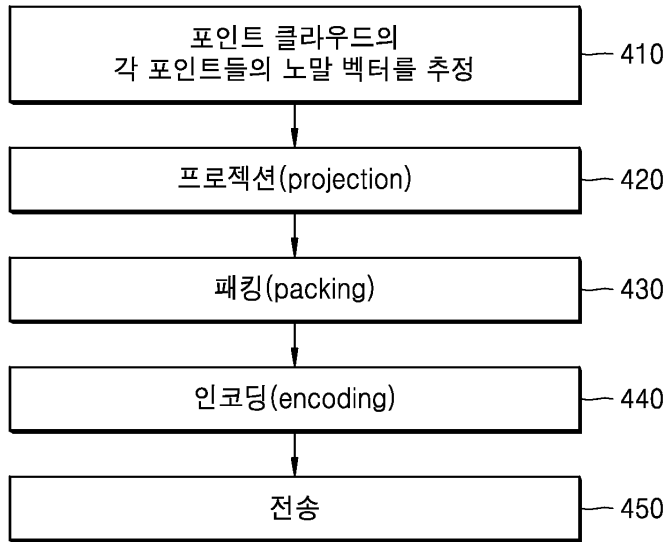 포인트 클라우드의
각 포인트들의 노말 벡터를 추정
410
프로젝션(projection)
420
패킹(packing)
430
인코딩(encoding)
440
전송
450